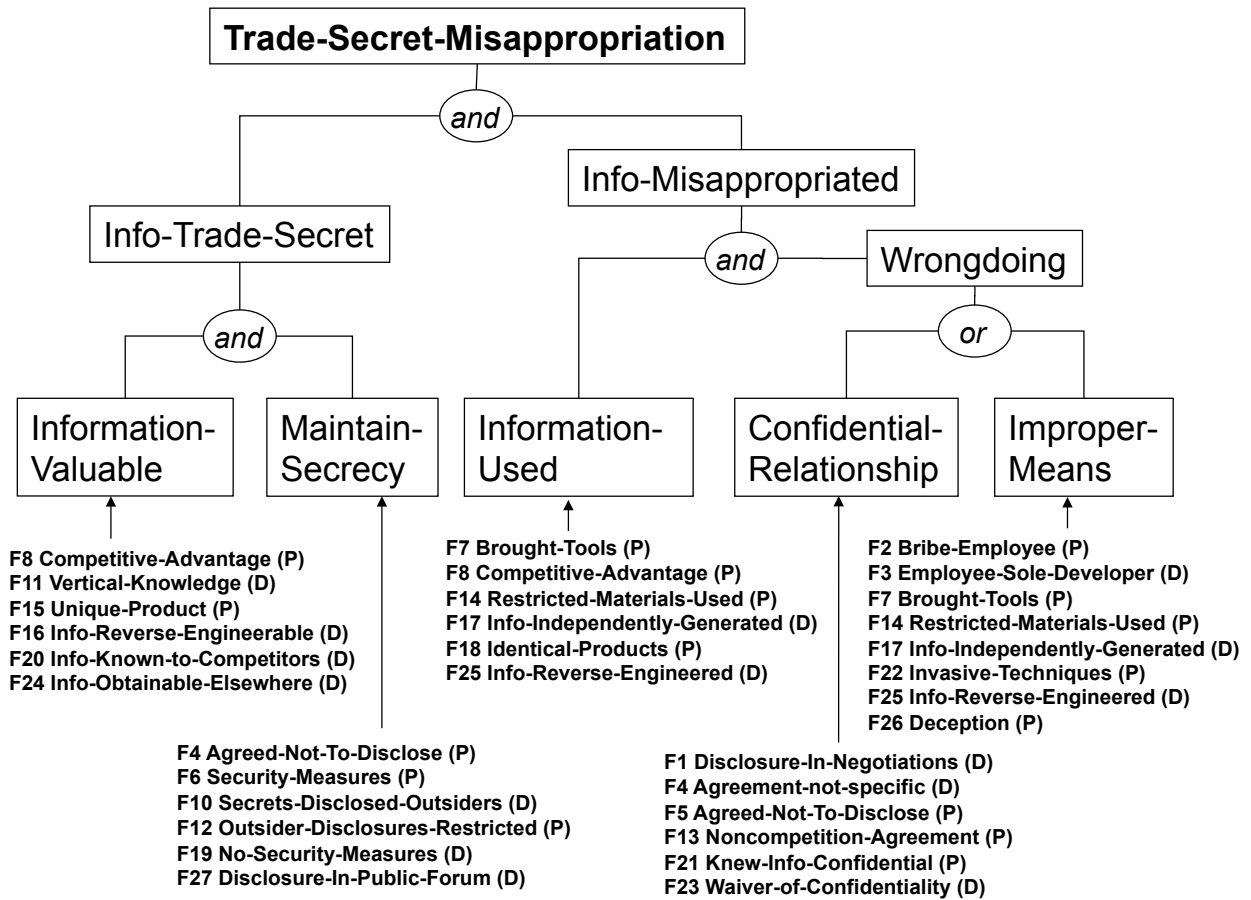 Trade-Secret-Misappropriation
and
Info-Misappropriated
Info-Trade-Secret
and
Wrongdoing
and
or
Information-
Valuable
Maintain-
Secrecy
Information-
Used
Confidential-
Relationship
Improper-
Means
F8 Competitive-Advantage (P)
F11 Vertical-Knowledge (D)
F15 Unique-Product (P)
F16 Info-Reverse-Engineerable (D)
F20 Info-Known-to-Competitors (D)
F24 Info-Obtainable-Elsewhere (D)
F7 Brought-Tools (P)
F8 Competitive-Advantage (P)
F14 Restricted-Materials-Used (P)
F17 Info-Independently-Generated (D)
F18 Identical-Products (P)
F25 Info-Reverse-Engineered (D)
F2 Bribe-Employee (P)
F3 Employee-Sole-Developer (D)
F7 Brought-Tools (P)
F14 Restricted-Materials-Used (P)
F17 Info-Independently-Generated (D)
F22 Invasive-Techniques (P)
F25 Info-Reverse-Engineered (D)
F26 Deception (P)
F4 Agreed-Not-To-Disclose (P)
F6 Security-Measures (P)
F10 Secrets-Disclosed-Outsiders (D)
F12 Outsider-Disclosures-Restricted (P)
F19 No-Security-Measures (D)
F27 Disclosure-In-Public-Forum (D)
F1 Disclosure-In-Negotiations (D)
F4 Agreement-not-specific (D)
F5 Agreed-Not-To-Disclose (P)
F13 Noncompetition-Agreement (P)
F21 Knew-Info-Confidential (P)
F23 Waiver-of-Confidentiality (D)